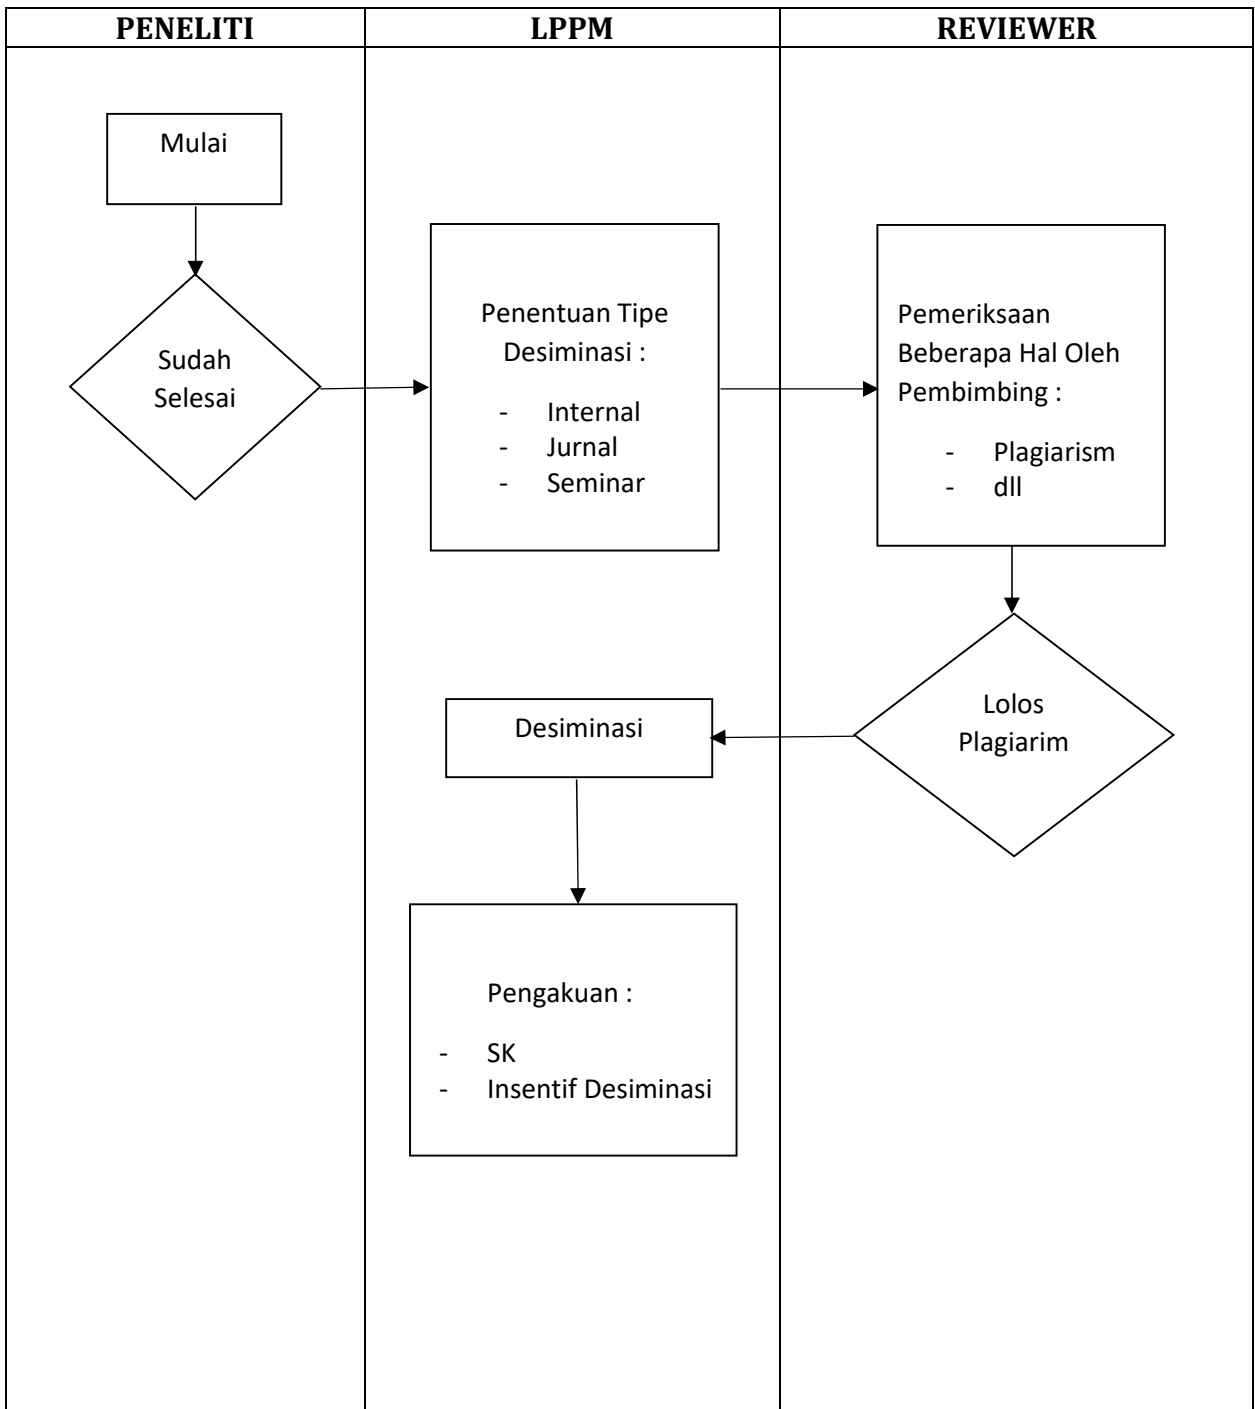 PENELITI
LPPM
REVIEWER
Mulai
Sudah
Selesai
Penentuan Tipe
Desiminasi :
- Internal
- Jurnal
- Seminar
Pemeriksaan
Beberapa Hal Oleh
Pembimbing :
- Plagiarism
- dll
Lolos
Plagiarim
Desiminasi
Pengakuan :
- SK
- Insentif Desiminasi